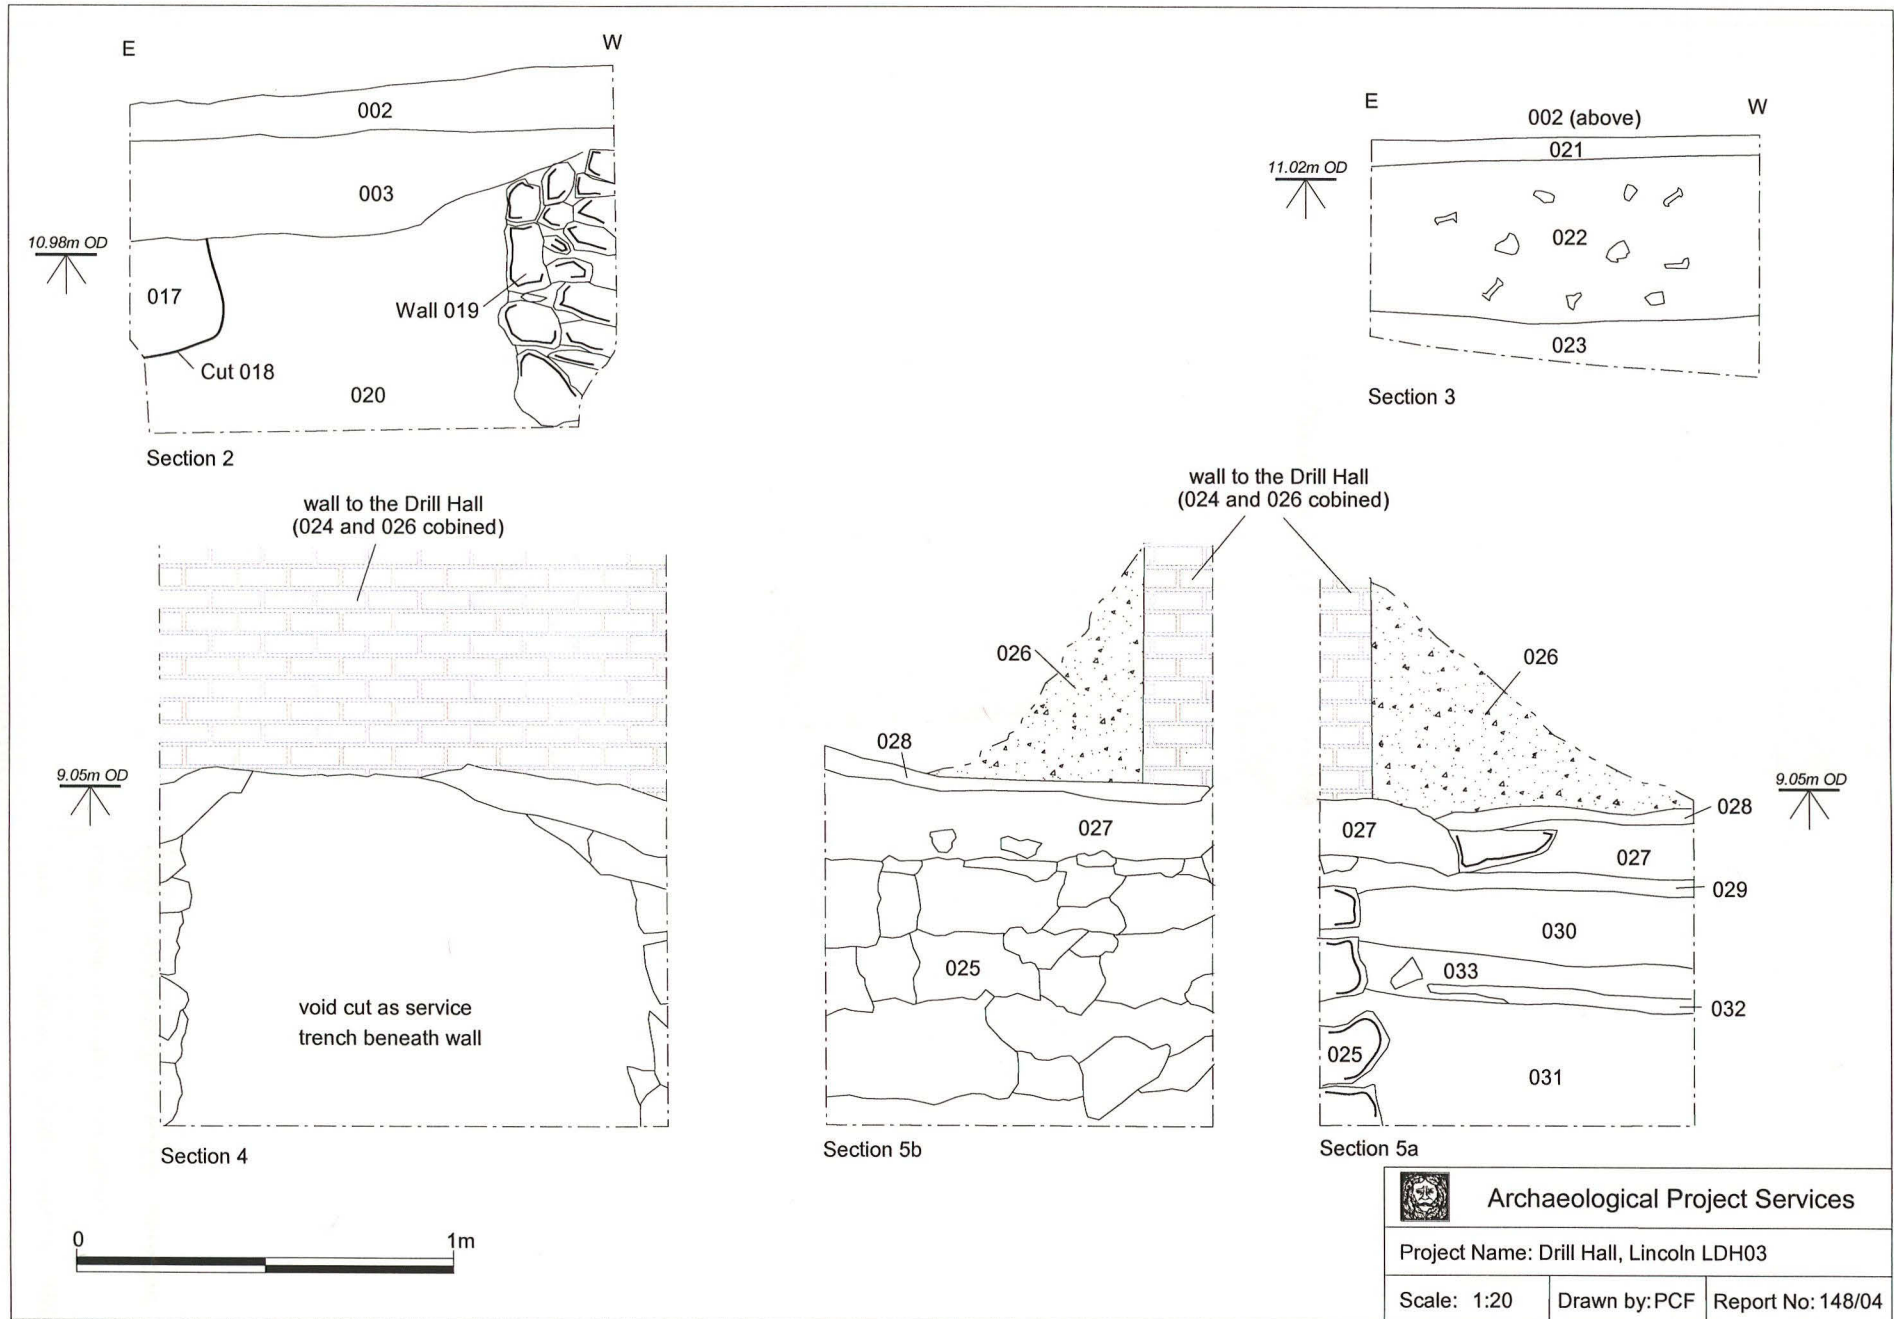 E
W
002
003
10.98m OD
017
Wall 019
Cut 018
020
Section 2
E
W
002 (above)
021
11.02m OD
022
023
Section 3
wall to the Drill Hall
(024 and 026 cobined)
9.05m OD
void cut as service
trench beneath wall
Section 4
wall to the Drill Hall
(024 and 026 cobined)
026
028
027
025
Section 5b
026
9.05m OD
028
027
027
029
030
033
032
025
031
Section 5a
0
1m
Archaeological Project Services
Project Name: Drill Hall, Lincoln LDH03
Scale: 1:20
Drawn by: PCF
Report No: 148/04